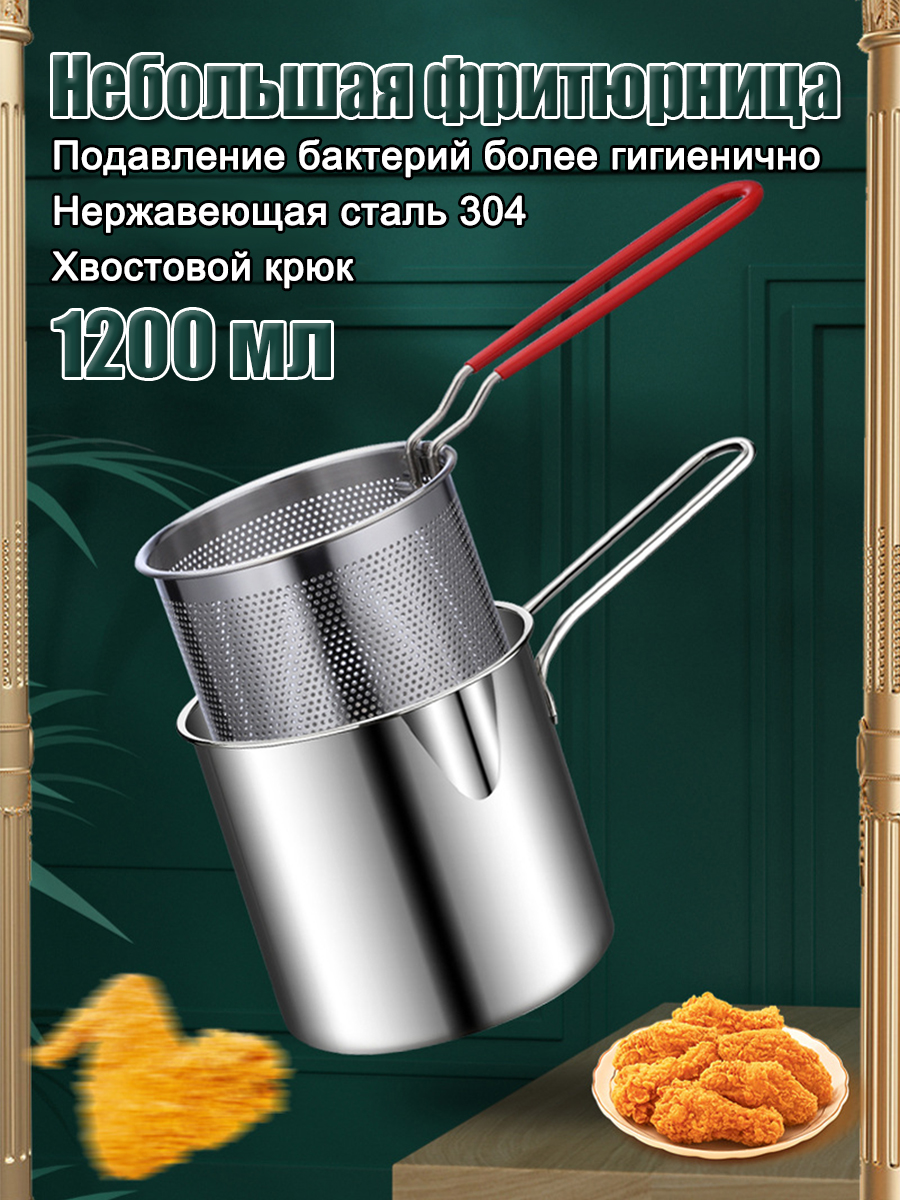 Небольшая фритюрница
Подавление бактерий более гигиенично
Нержавеющая сталь 304
Хвостовой крюк
1200 мл